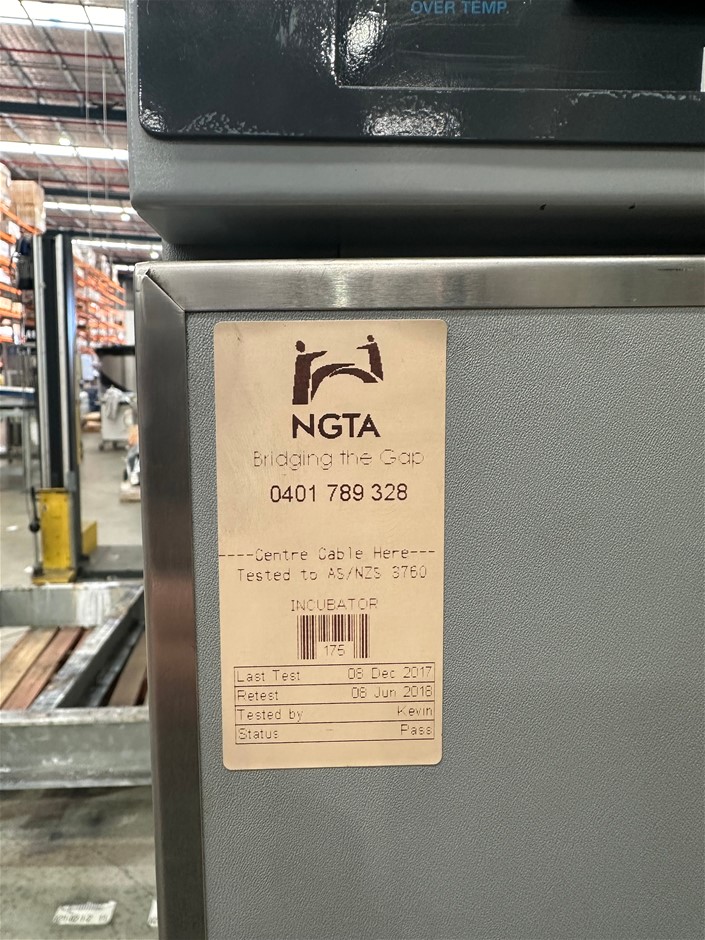 OVER TEMP
NGTA
Bridging the Gap
0401 789 328
----Centre Cable Here---
Tested to AS/NZS 3760
INCUBATOR
175
Last Test 08 Dec 2017
Retest 08 Jun 2018
Tested by Kevin
Status - Pass